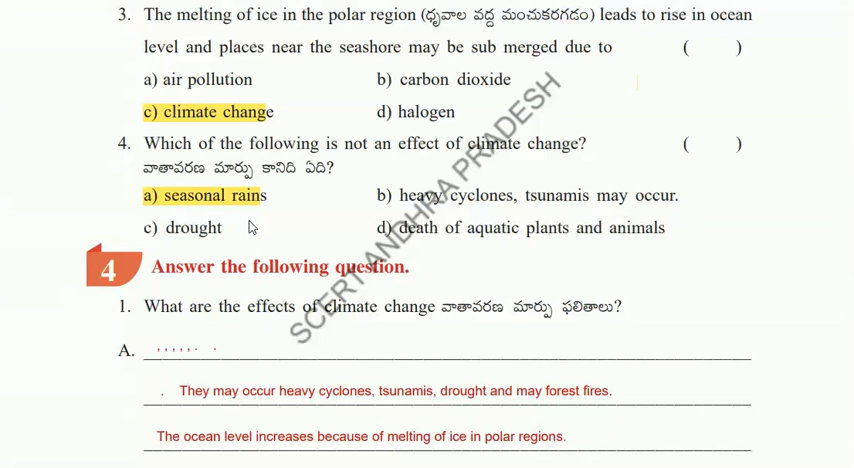 3. The melting of ice in the polar region (ధృవాల వద్ద మంచుకరగడం) leads to rise in ocean
level and places near the seashore may be sub merged due to ( )
a) air pollution b) carbon dioxide
c) climate change d) halogen
4. Which of the following is not an effect of climate change? ( )
వాతావరణ మార్పు కానిది ఏది?
a) seasonal rains b) heavy cyclones, tsunamis may occur.
c) drought d) death of aquatic plants and animals
4 Answer the following question.
1. What are the effects of climate change వాతావరణ మార్పు ఫలితాలు?
A.
. They may occur heavy cyclones, tsunamis, drought and may forest fires.
The ocean level increases because of melting of ice in polar regions.
SCERT ANDHRA PRADESH